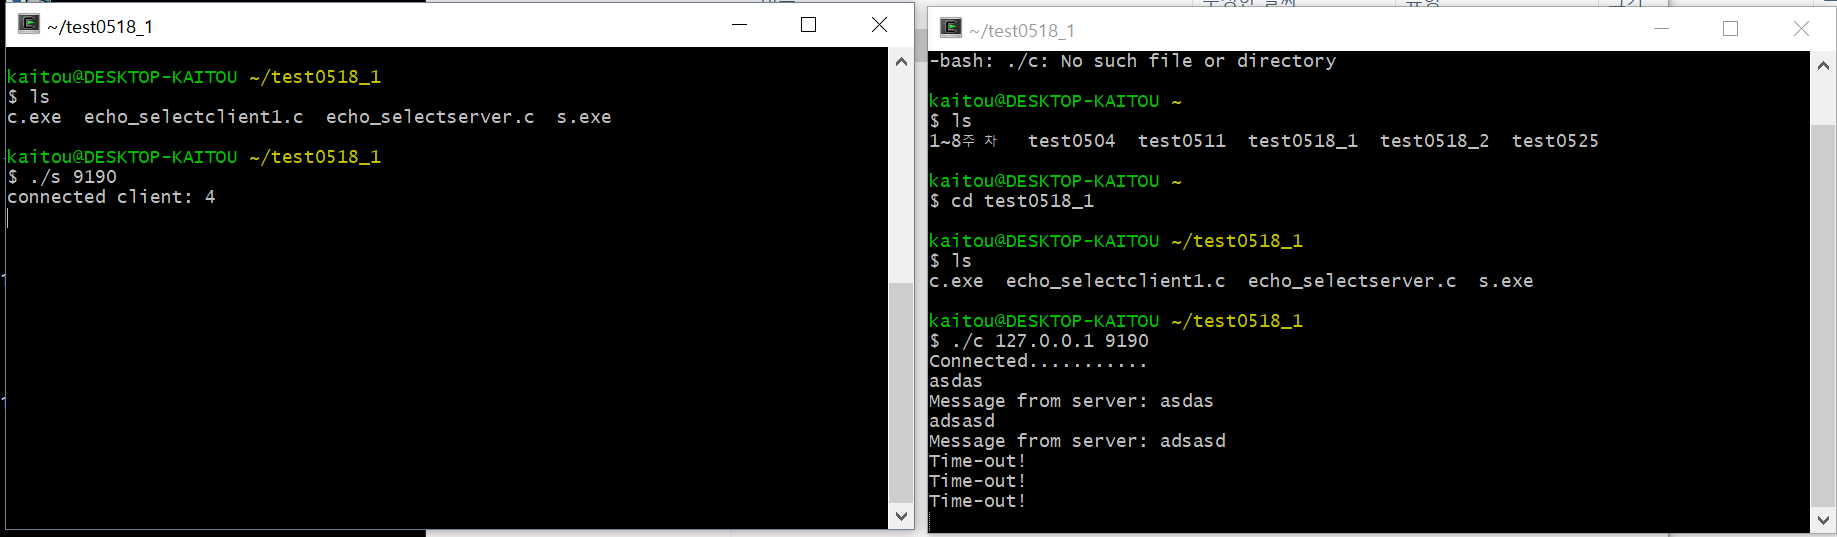 ~/test0518_1
kaitou@DESKTOP-KAITOU ~/test0518_1
$ ls
c.exe  echo_selectclient1.c  echo_selectserver.c  s.exe
kaitou@DESKTOP-KAITOU ~/test0518_1
$ ./s 9190
connected client: 4
~/test0518_1
-bash: ./c: No such file or directory
kaitou@DESKTOP-KAITOU ~
$ ls
1~8주 차   test0504  test0511  test0518_1  test0518_2  test0525
kaitou@DESKTOP-KAITOU ~
$ cd test0518_1
kaitou@DESKTOP-KAITOU ~/test0518_1
$ ls
c.exe  echo_selectclient1.c  echo_selectserver.c  s.exe
kaitou@DESKTOP-KAITOU ~/test0518_1
$ ./c 127.0.0.1 9190
Connected...........
asdas
Message from server: asdas
adsasd
Message from server: adsasd
Time-out!
Time-out!
Time-out!